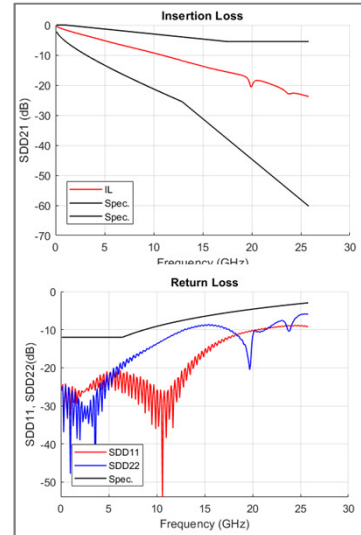 Insertion Loss
SDD21 (dB)
0
-10
-20
-30
-40
-50
-60
-70
IL
Spec.
Spec.
0 5 10 15 20 25 30
Frequency (GHz)
Return Loss
SDD11, SDD22(dB)
0
-10
-20
-30
-40
-50
SDD11
SDD22
Spec.
0 5 10 15 20 25 30
Frequency (GHz)